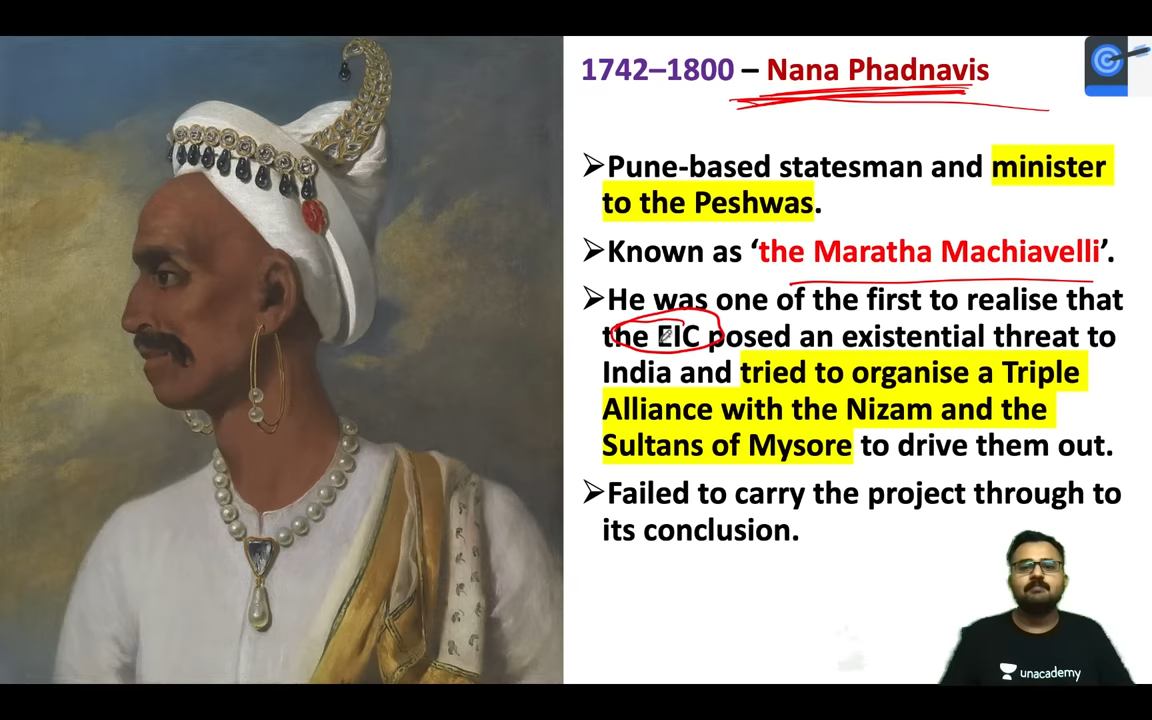 1742–1800 – Nana Phadnavis
➢Pune-based statesman and minister
to the Peshwas.
➢Known as ‘the Maratha Machiavelli’.
➢He was one of the first to realise that
the EIC posed an existential threat to
India and tried to organise a Triple
Alliance with the Nizam and the
Sultans of Mysore to drive them out.
➢Failed to carry the project through to
its conclusion.
unacademy